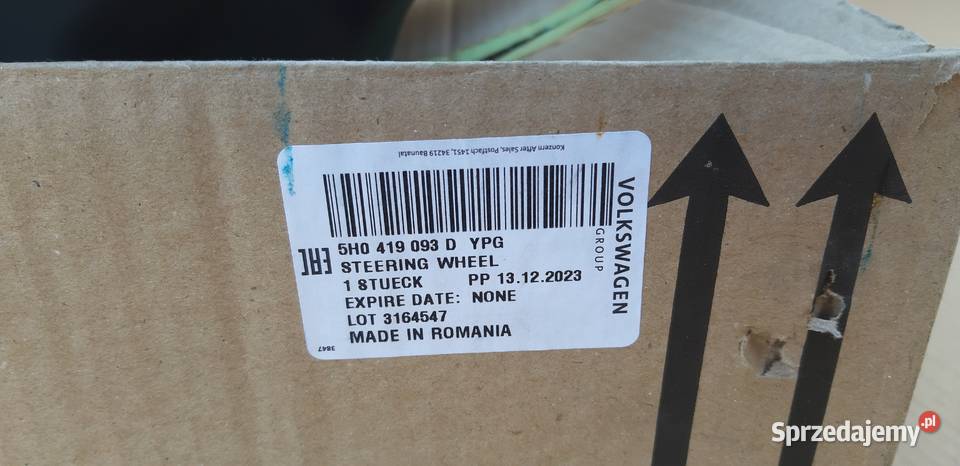 Konzern After Sales, Postfach 1451, 34219 Baunatal
5H0 419 093 D YPG
STEERING WHEEL
1 STUECK PP 13.12.2023
EXPIRE DATE: NONE
LOT 3164547
MADE IN ROMANIA
EAC
VOLKSWAGEN
GROUP
3847
Sprzedajemy.pl